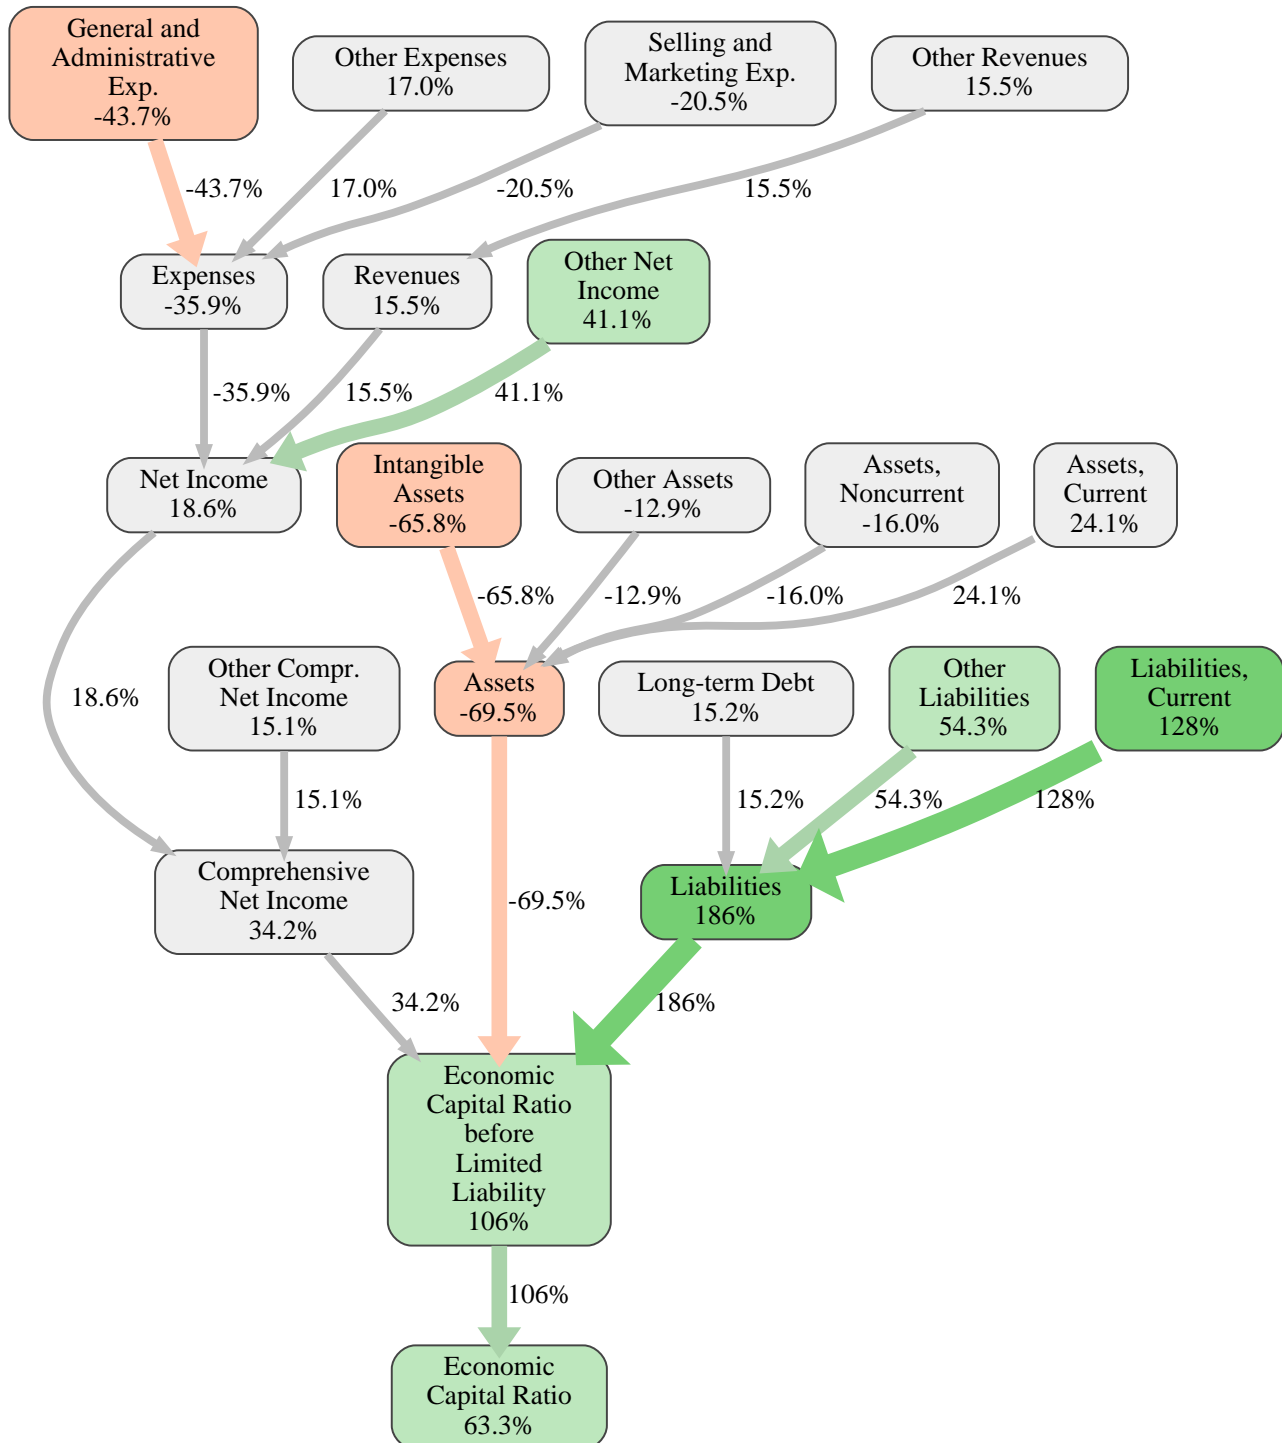 General and
Administrative
Exp.
-43.7%
Other Expenses
17.0%
Selling and
Marketing Exp.
-20.5%
Other Revenues
15.5%
-43.7%
17.0%
-20.5%
15.5%
Expenses
-35.9%
Revenues
15.5%
Other Net
Income
41.1%
-35.9%
15.5%
41.1%
Net Income
18.6%
Intangible
Assets
-65.8%
Other Assets
-12.9%
Assets,
Noncurrent
-16.0%
Assets,
Current
24.1%
-65.8%
-12.9%
-16.0%
24.1%
18.6%
Other Compr.
Net Income
15.1%
Assets
-69.5%
Long-term Debt
15.2%
Other
Liabilities
54.3%
Liabilities,
Current
128%
15.1%
15.2%
54.3%
128%
Comprehensive
Net Income
34.2%
-69.5%
Liabilities
186%
34.2%
186%
Economic
Capital Ratio
before
Limited
Liability
106%
106%
Economic
Capital Ratio
63.3%